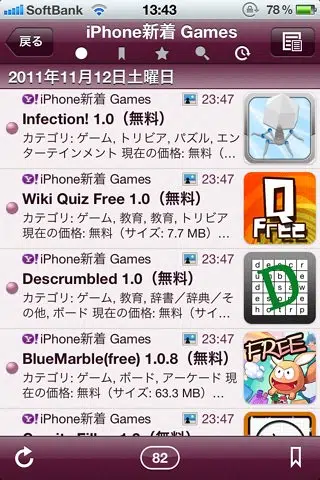 SoftBank 13:43 78%
戻る iPhone新着 Games
2011年11月12日土曜日
Y! iPhone新着 Games 23:47
Infection! 1.0（無料）
カテゴリ: ゲーム, トリビア, パズル, エン
ターテインメント 現在の価格: 無料（…
Y! iPhone新着 Games 23:47
Wiki Quiz Free 1.0（無料）
カテゴリ: ゲーム, 教育, 教育, トリビア
現在の価格: 無料（サイズ: 7.7 MB）…
Q
Free
Y! iPhone新着 Games 23:47
Descrumbled 1.0（無料）
カテゴリ: ゲーム, 教育, 辞書／辞典／そ
の他, ボード 現在の価格: 無料（サイ…
D
Y! iPhone新着 Games 23:47
BlueMarble(free) 1.0.8（無料）
カテゴリ: ゲーム, ボード, アーケード 現
在の価格: 無料（サイズ: 63.3 MB）…
FREE
Y! iPhone新着 Games 23:47
82